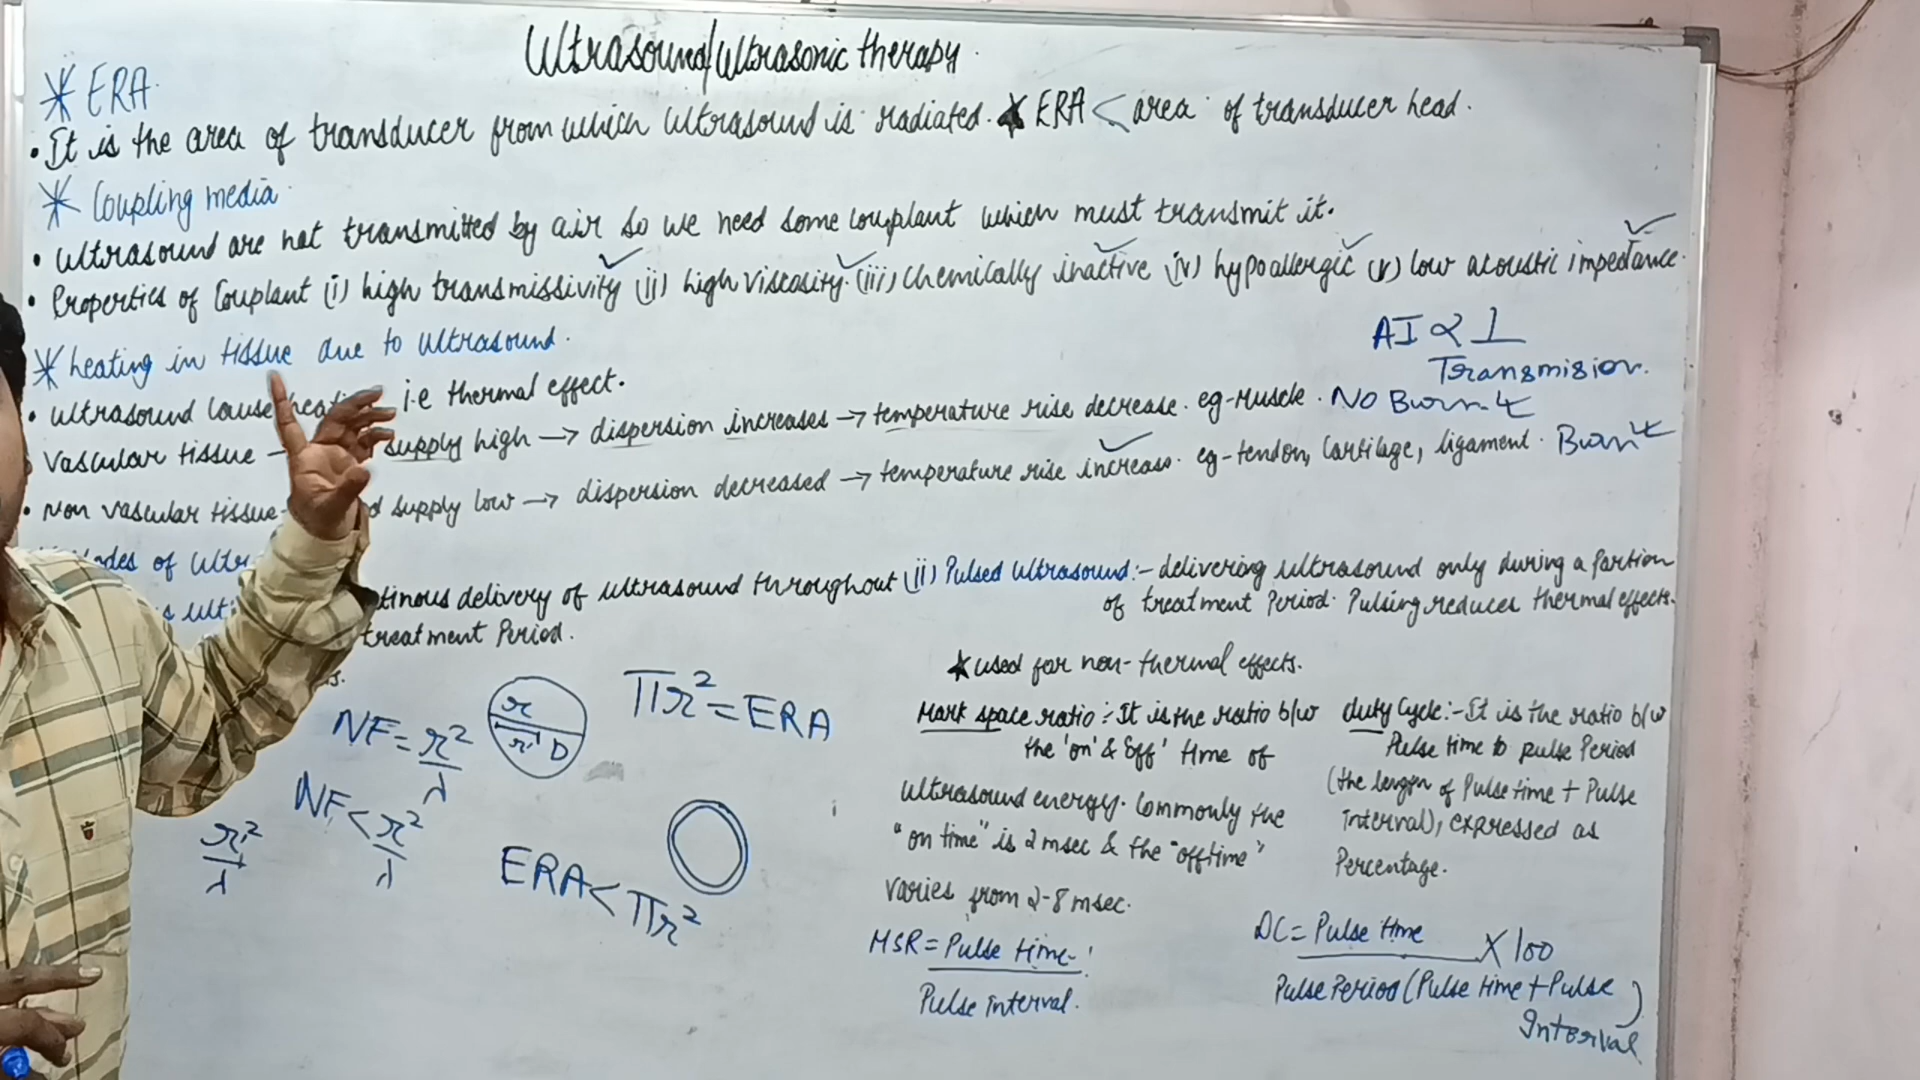 Ultrasound/Ultrasonic therapy.
* ERA.
• It is the area of transducer from which ultrasound is radiated. ★ ERA < area of transducer head.
* Coupling media
• Ultrasound are not transmitted by air so we need some couplant which must transmit it.
• Properties of Couplant (i) high transmissivity (ii) high viscosity (iii) chemically inactive (iv) hypoallergic (v) low acoustic impedance.
AI ∝ 1
Transmision.
* heating in tissue due to ultrasound.
• Ultrasound cause i.e thermal effect.
Vascular tissue → supply high → dispersion increases → temperature rise decrease. eg-Muscle. NO Burn
• Non vascular tissue- supply low → dispersion decreased → temperature rise increase. eg-tendon, Cartilage, ligament. Burn
of
delivery of ultrasound throughout
treatment Period.
(ii) Pulsed Ultrasound:- delivering ultrasound only during a Partion
of treatment Period. Pulsing reduces thermal effects.
★ used for non-thermal effects.
Mark space ratio:- It is the ratio b/w
the 'on' & 'off' time of
ultrasound energy. Commonly the
"on time" is 2 msec & the "offtime"
varies from 2-8 msec.
MSR = Pulse time
Pulse Interval.
duty Cycle:- It is the ratio b/w
Pulse time to pulse Period
(the length of Pulse time + Pulse
Interval), expressed as
Percentage.
DC = Pulse time X 100
Pulse Period (Pulse time + Pulse
Interval)
NF = r²
λ
r
r D
πr² = ERA
NF < r²
λ
r²
λ
ERA < πr²